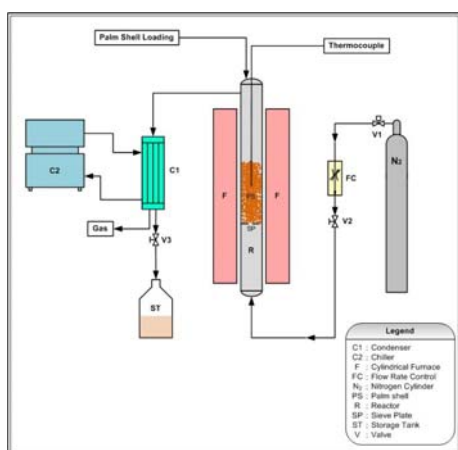 Palm Shell Loading
Thermocouple
V1
C2
C1
F
PS
F
FC
N₂
V2
SP
Gas
V3
R
ST
Legend
C1 : Condenser
C2 : Chiller
F : Cylindrical Furnace
FC : Flow Rate Control
N₂ : Nitrogen Cylinder
PS : Palm shell
R : Reactor
SP : Sieve Plate
ST : Storage Tank
V : Valve